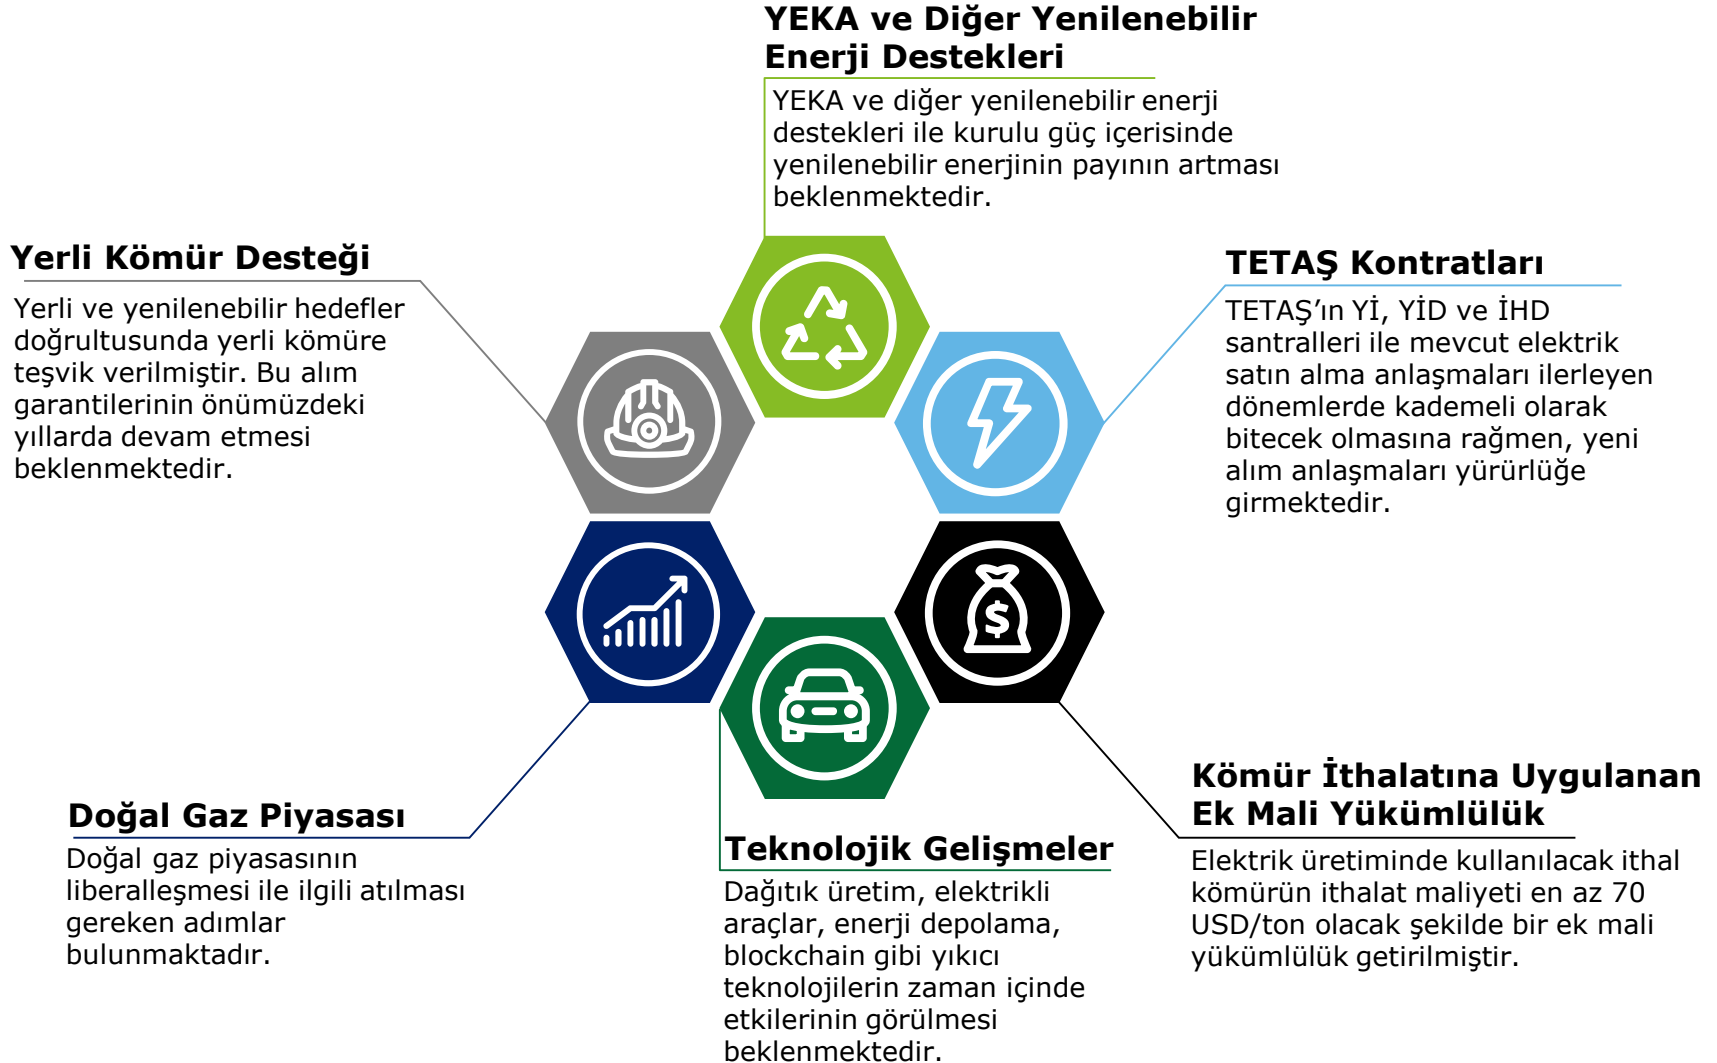 YEKA ve Diğer Yenilenebilir
Enerji Destekleri
YEKA ve diğer yenilenebilir enerji
destekleri ile kurulu güç içerisinde
yenilenebilir enerjinin payının artması
beklenmektedir.
Yerli Kömür Desteği
Yerli ve yenilenebilir hedefler
doğrultusunda yerli kömüre
teşvik verilmiştir. Bu alım
garantilerinin önümüzdeki
yıllarda devam etmesi
beklenmektedir.
TETAŞ Kontratları
TETAŞ’ın Yİ, YİD ve İHD
santralleri ile mevcut elektrik
satın alma anlaşmaları ilerleyen
dönemlerde kademeli olarak
bitecek olmasına rağmen, yeni
alım anlaşmaları yürürlüğe
girmektedir.
$
Doğal Gaz Piyasası
Doğal gaz piyasasının
liberalleşmesi ile ilgili atılması
gereken adımlar
bulunmaktadır.
Teknolojik Gelişmeler
Dağıtık üretim, elektrikli
araçlar, enerji depolama,
blockchain gibi yıkıcı
teknolojilerin zaman içinde
etkilerinin görülmesi
beklenmektedir.
Kömür İthalatına Uygulanan
Ek Mali Yükümlülük
Elektrik üretiminde kullanılacak ithal
kömürün ithalat maliyeti en az 70
USD/ton olacak şekilde bir ek mali
yükümlülük getirilmiştir.